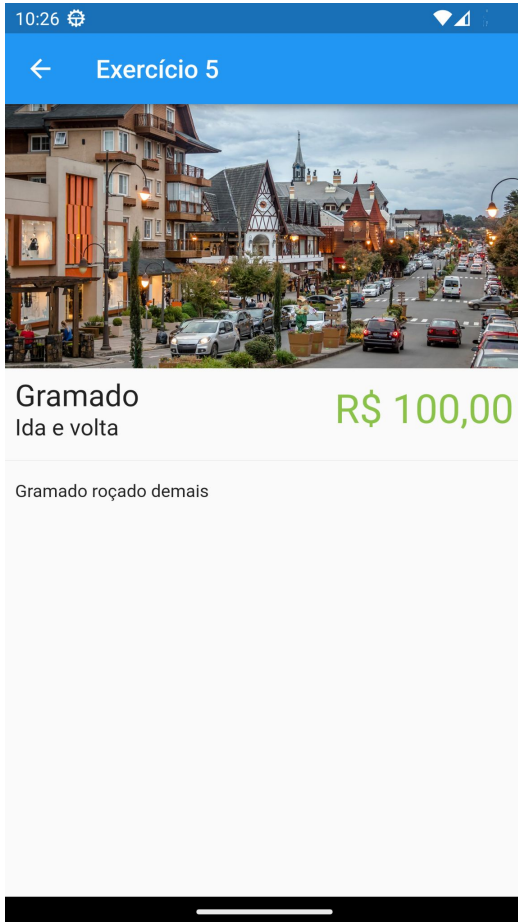 10:26
Exercício 5
Gramado
R$ 100,00
Ida e volta
Gramado roçado demais